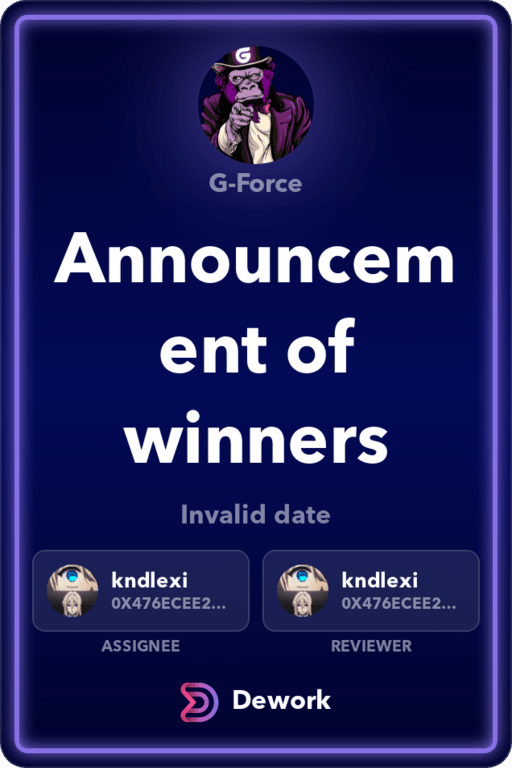 G
G-Force
Announcem
ent of
winners
Invalid date
kndlexi
0X476ECEE2...
ASSIGNEE
kndlexi
0X476ECEE2...
REVIEWER
Dework